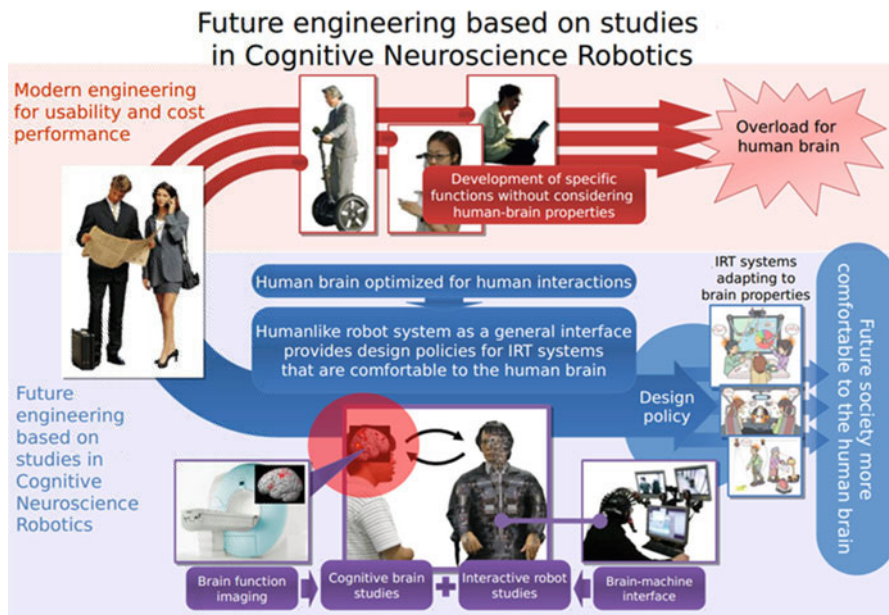 Future engineering based on studies
in Cognitive Neuroscience Robotics
Modern engineering
for usability and cost
performance
Development of specific
functions without considering
human-brain properties
Overload for
human brain
Human brain optimized for human interactions
Humanlike robot system as a general interface
provides design policies for IRT systems
that are comfortable to the human brain
IRT systems
adapting to
brain properties
Design
policy
Future society more
comfortable to the human brain
Future
engineering
based on
studies in
Cognitive
Neuroscience
Robotics
Brain function
imaging
Cognitive brain
studies
Interactive robot
studies
Brain-machine
interface